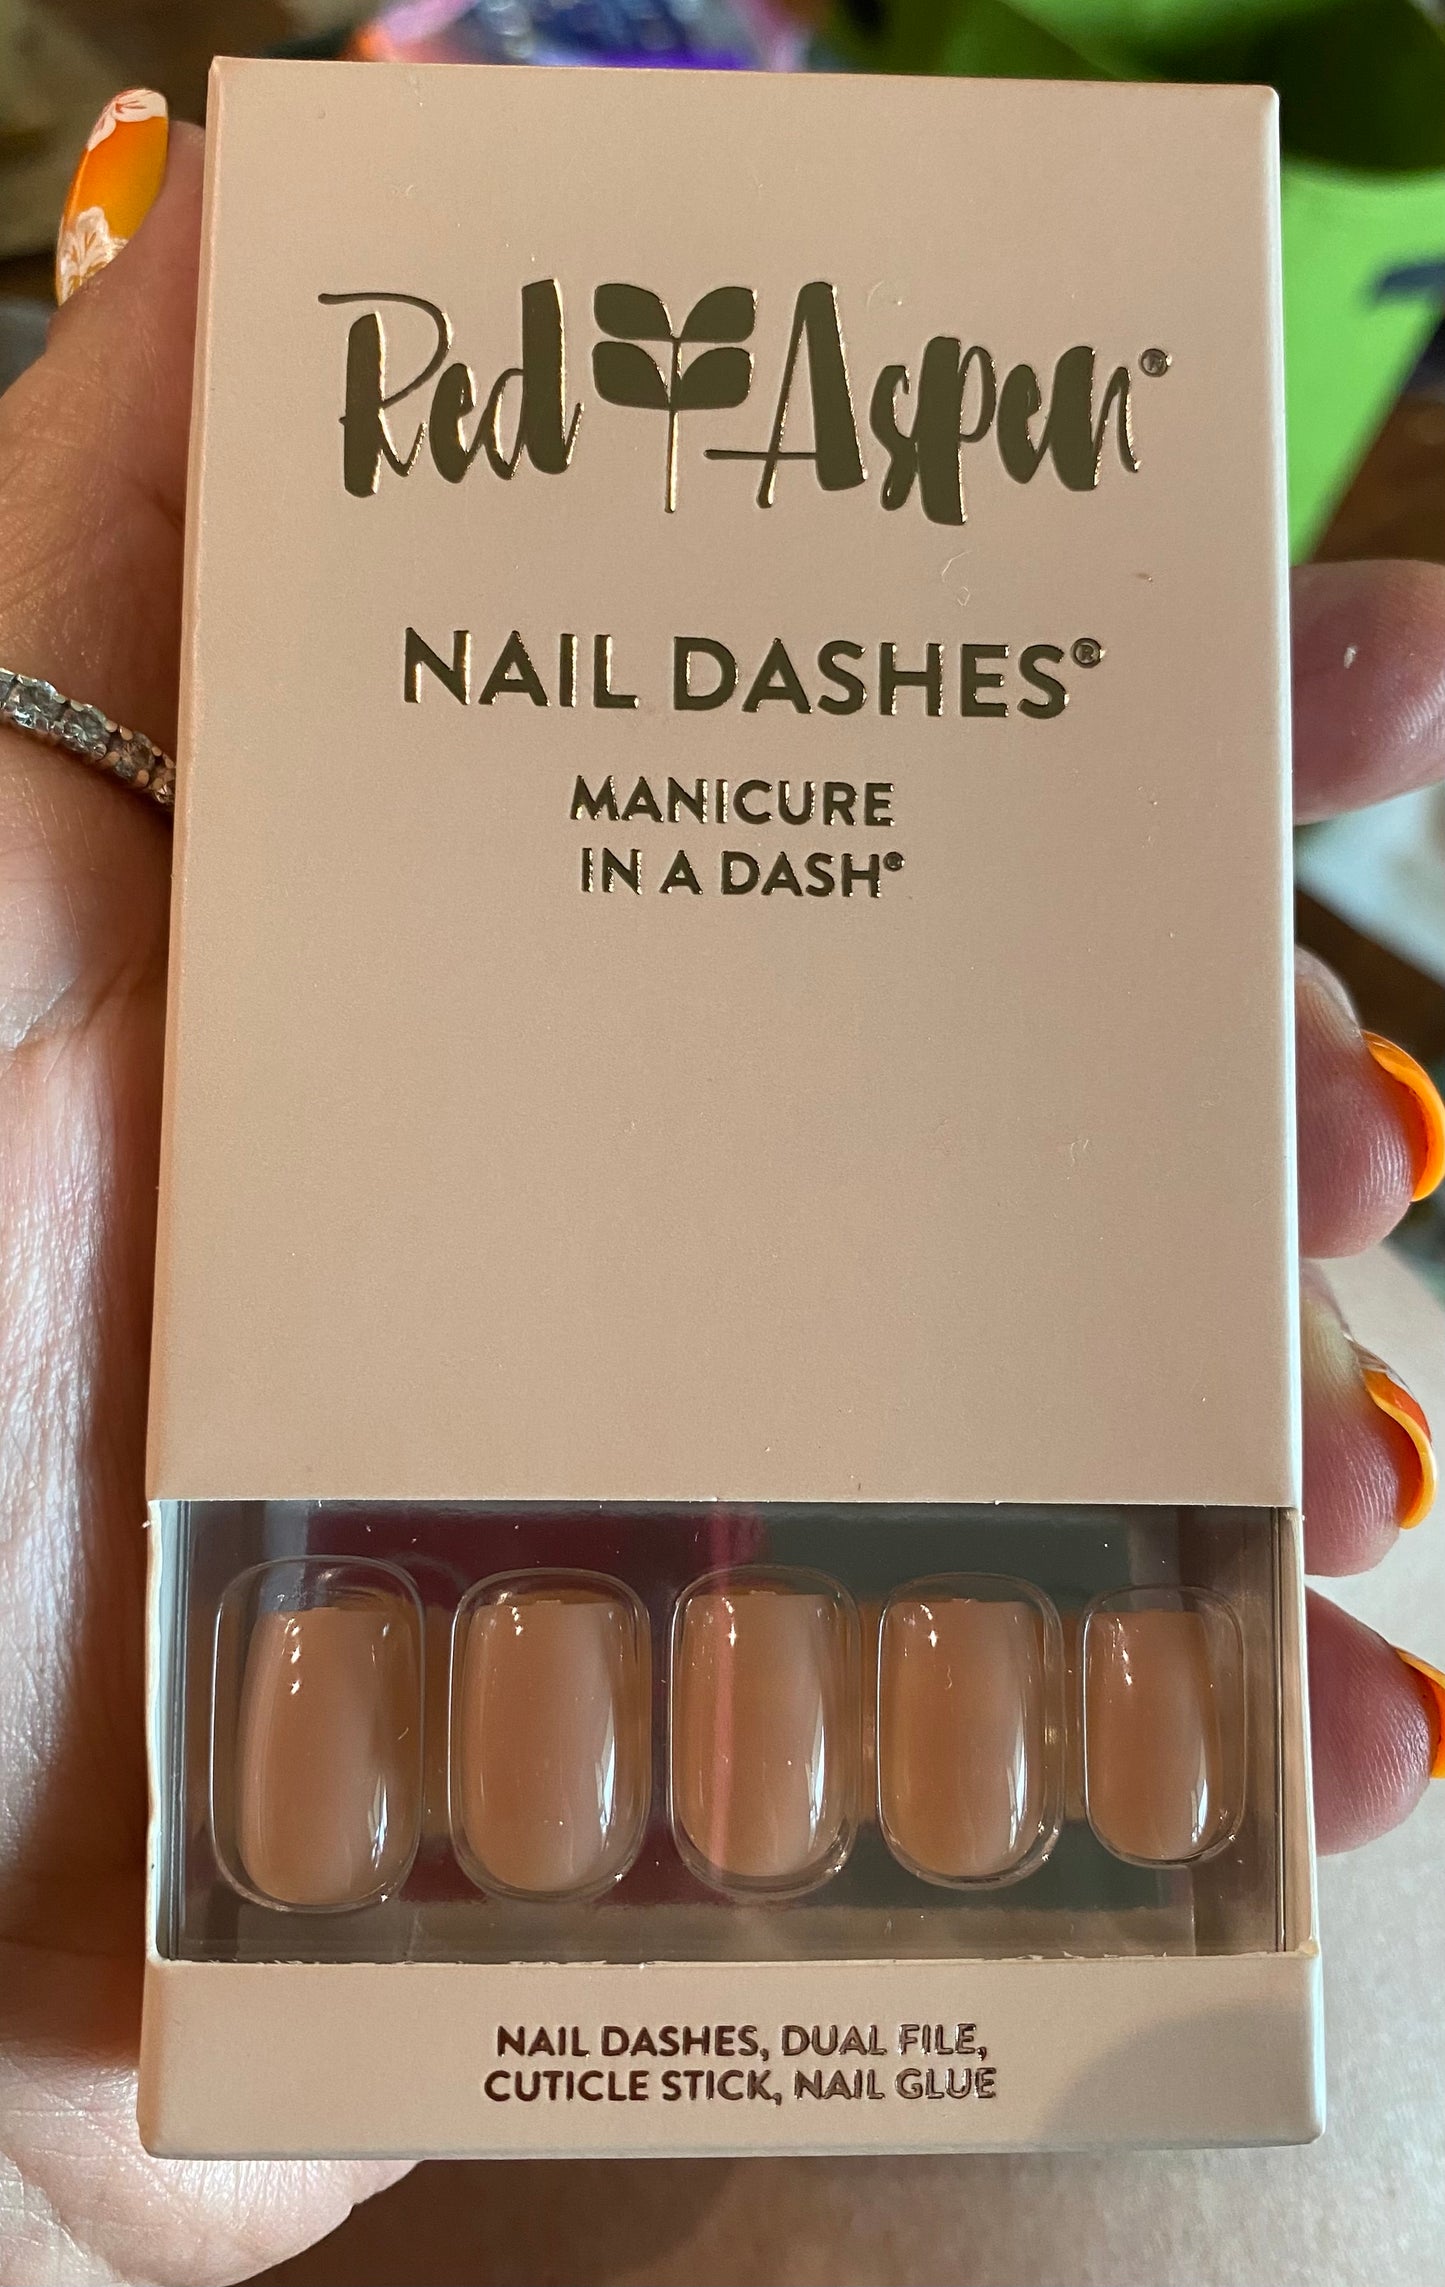 Red Aspen®
NAIL DASHES®
MANICURE
IN A DASH®
NAIL DASHES, DUAL FILE,
CUTICLE STICK, NAIL GLUE